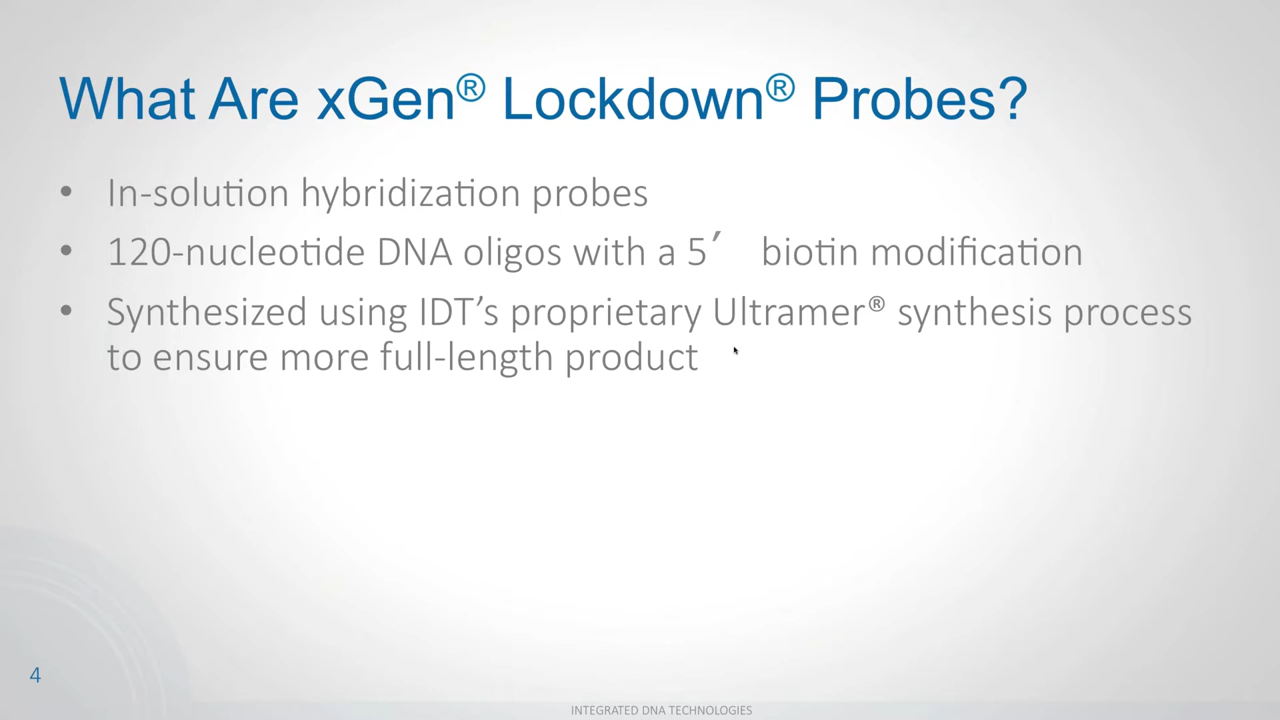 What Are xGen® Lockdown® Probes?
• In-solution hybridization probes
• 120-nucleotide DNA oligos with a 5′ biotin modification
• Synthesized using IDT’s proprietary Ultramer® synthesis process
to ensure more full-length product
4
INTEGRATED DNA TECHNOLOGIES